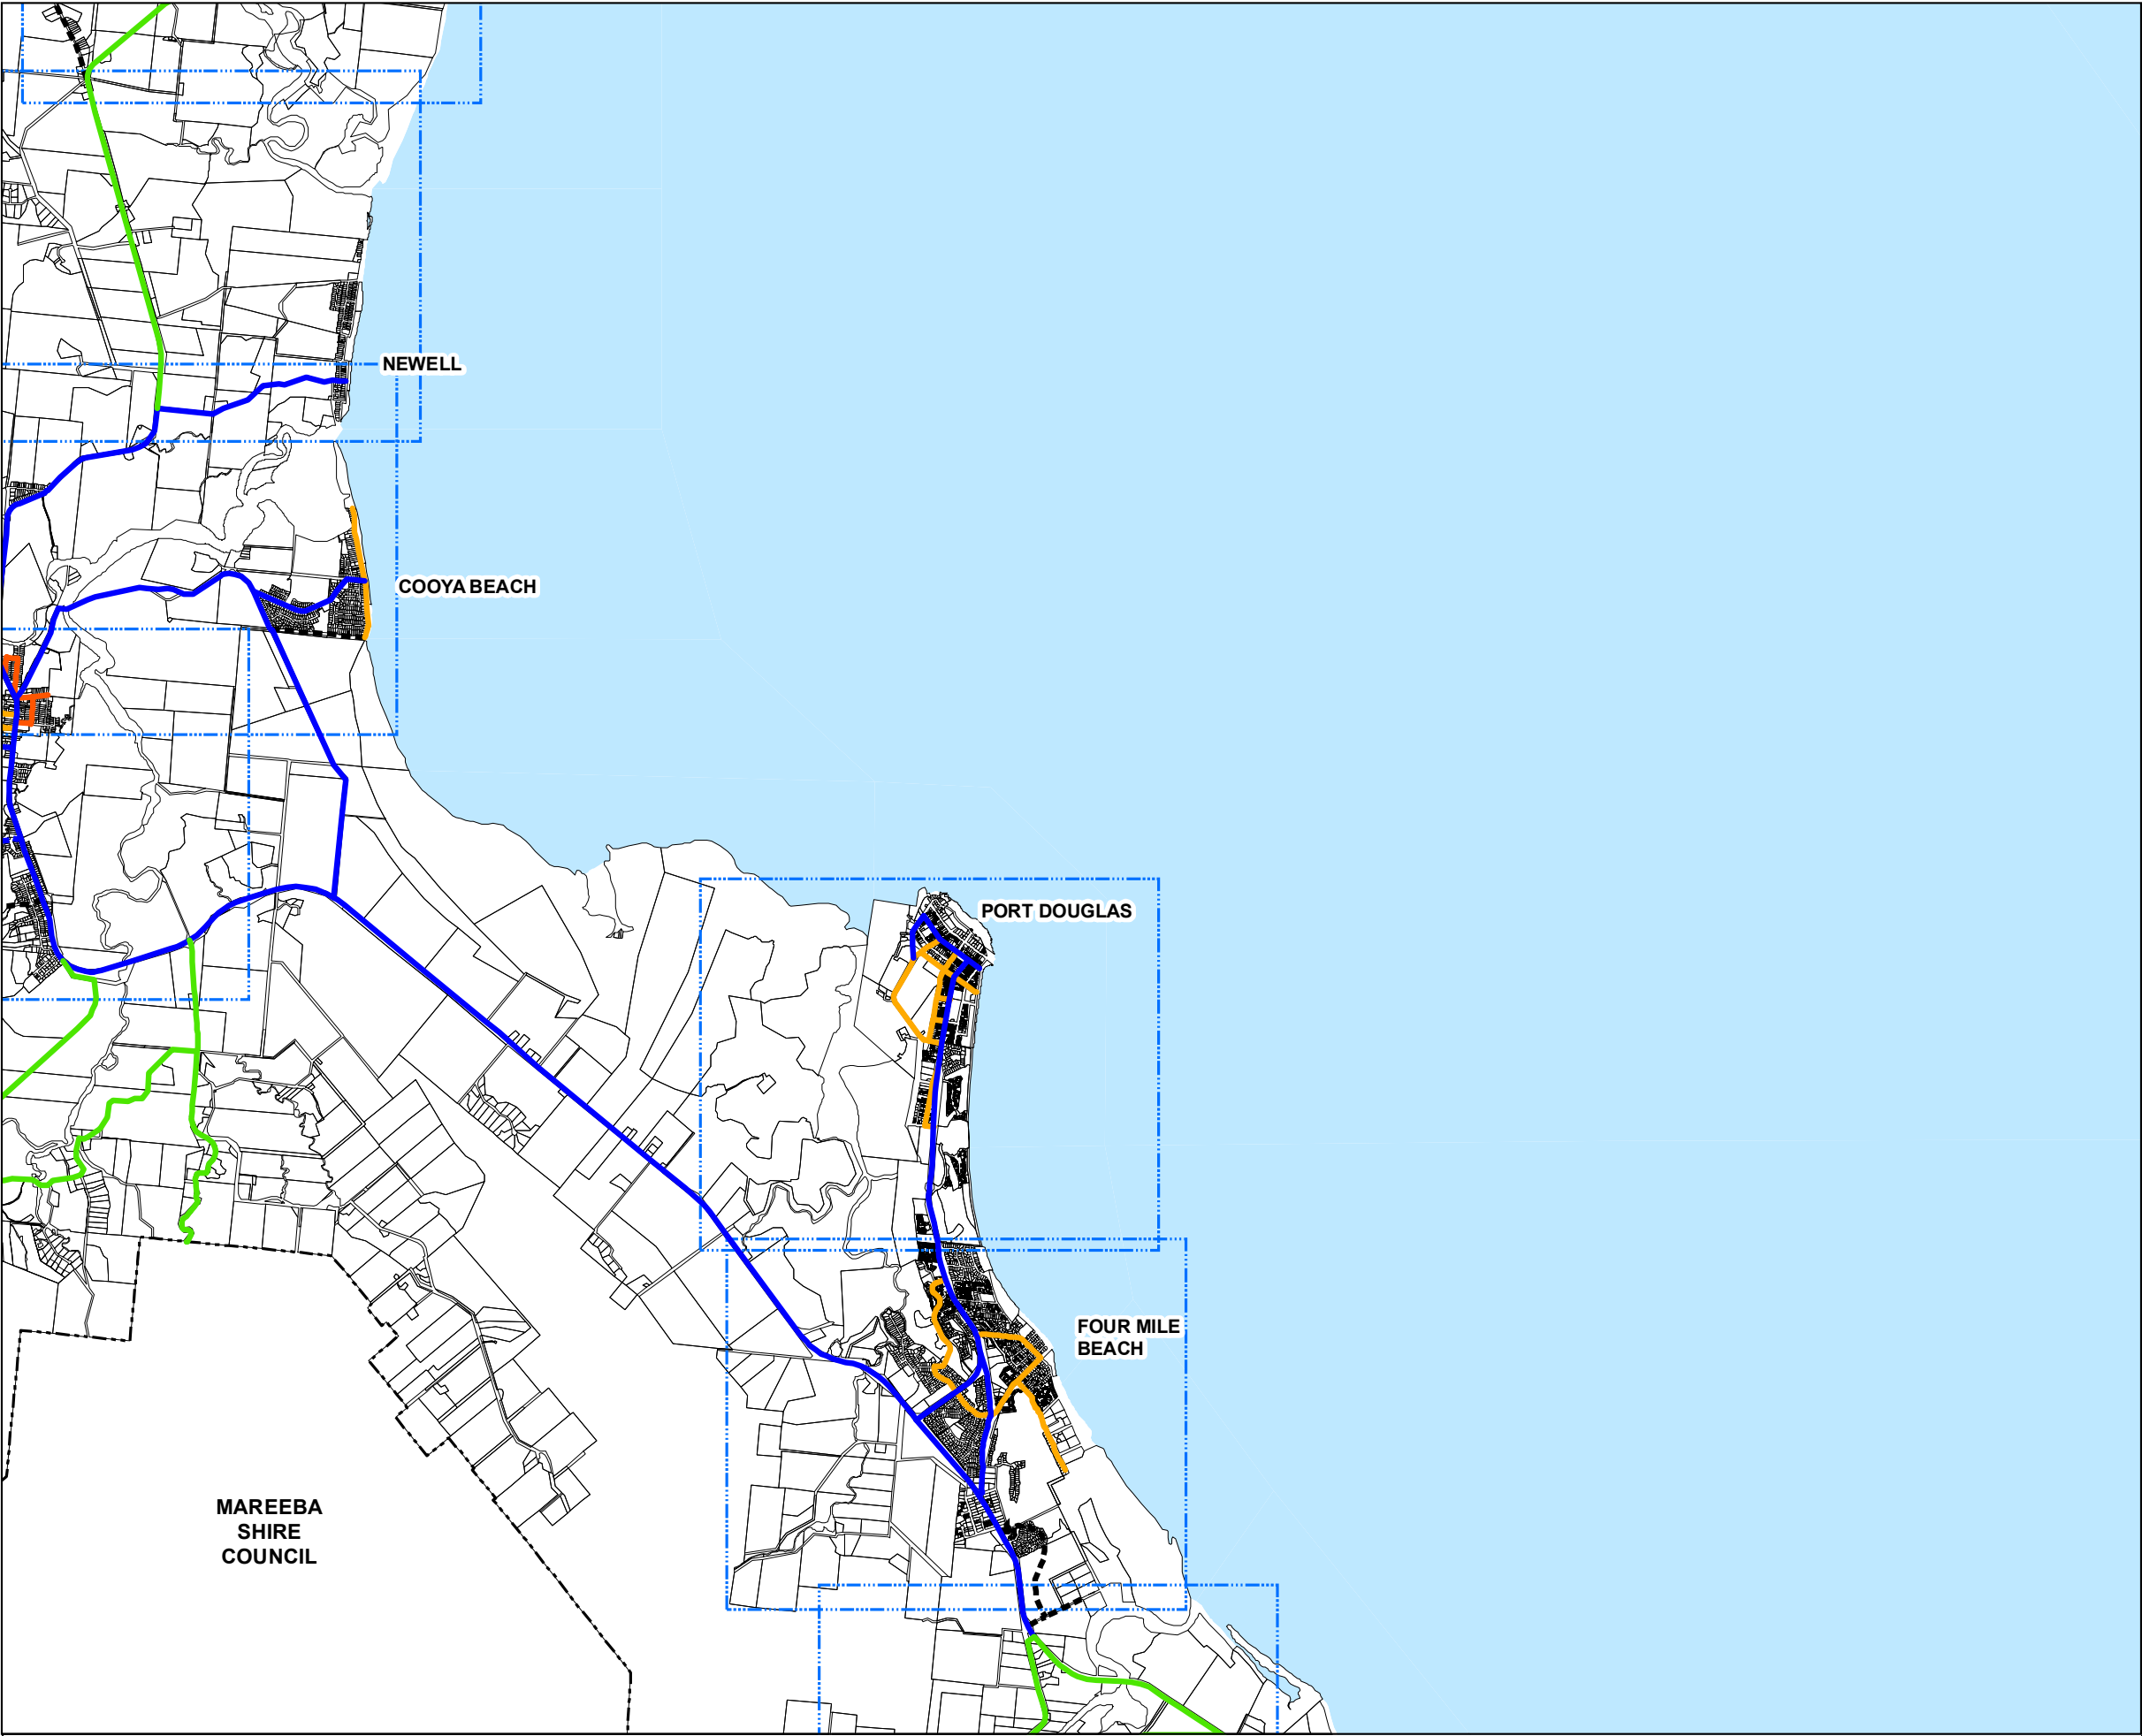 NEWELL
COOYA BEACH
PORT DOUGLAS
FOUR MILE
BEACH
MAREEBA
SHIRE
COUNCIL